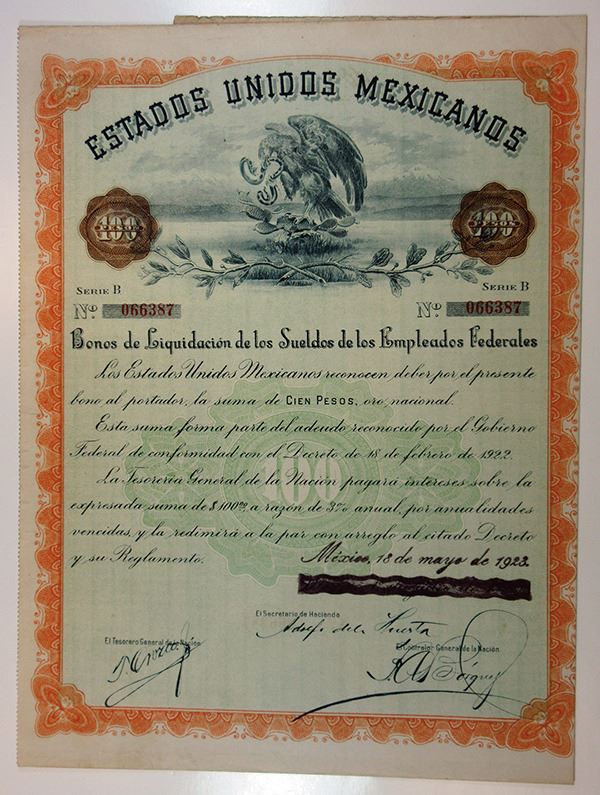 ESTADOS UNIDOS MEXICANOS
100 PESOS
100 PESOS
SERIE B
SERIE B
Nº 066387
Nº 066387
Bonos de Liquidación de los Sueldos de los Empleados Federales
Los Estados Unidos Mexicanos reconocen deber por el presente
bono al portador, la suma de CIEN PESOS, oro nacional.
Esta suma forma parte del adeudo reconocido por el Gobierno
Federal de conformidad con el Decreto de 18 de febrero de 1922.
100
La Tesorería General de la Nación pagará intereses sobre la
expresada suma de $100.00 a razón de 3% anual, por anualidades
vencidas, y la redimirá a la par con arreglo al citado Decreto
y su Reglamento.
México, 18 de mayo de 1923.
El Secretario de Hacienda
Adolfo de la Huerta
El Tesorero General de la Nación
El Contralor General de la Nación